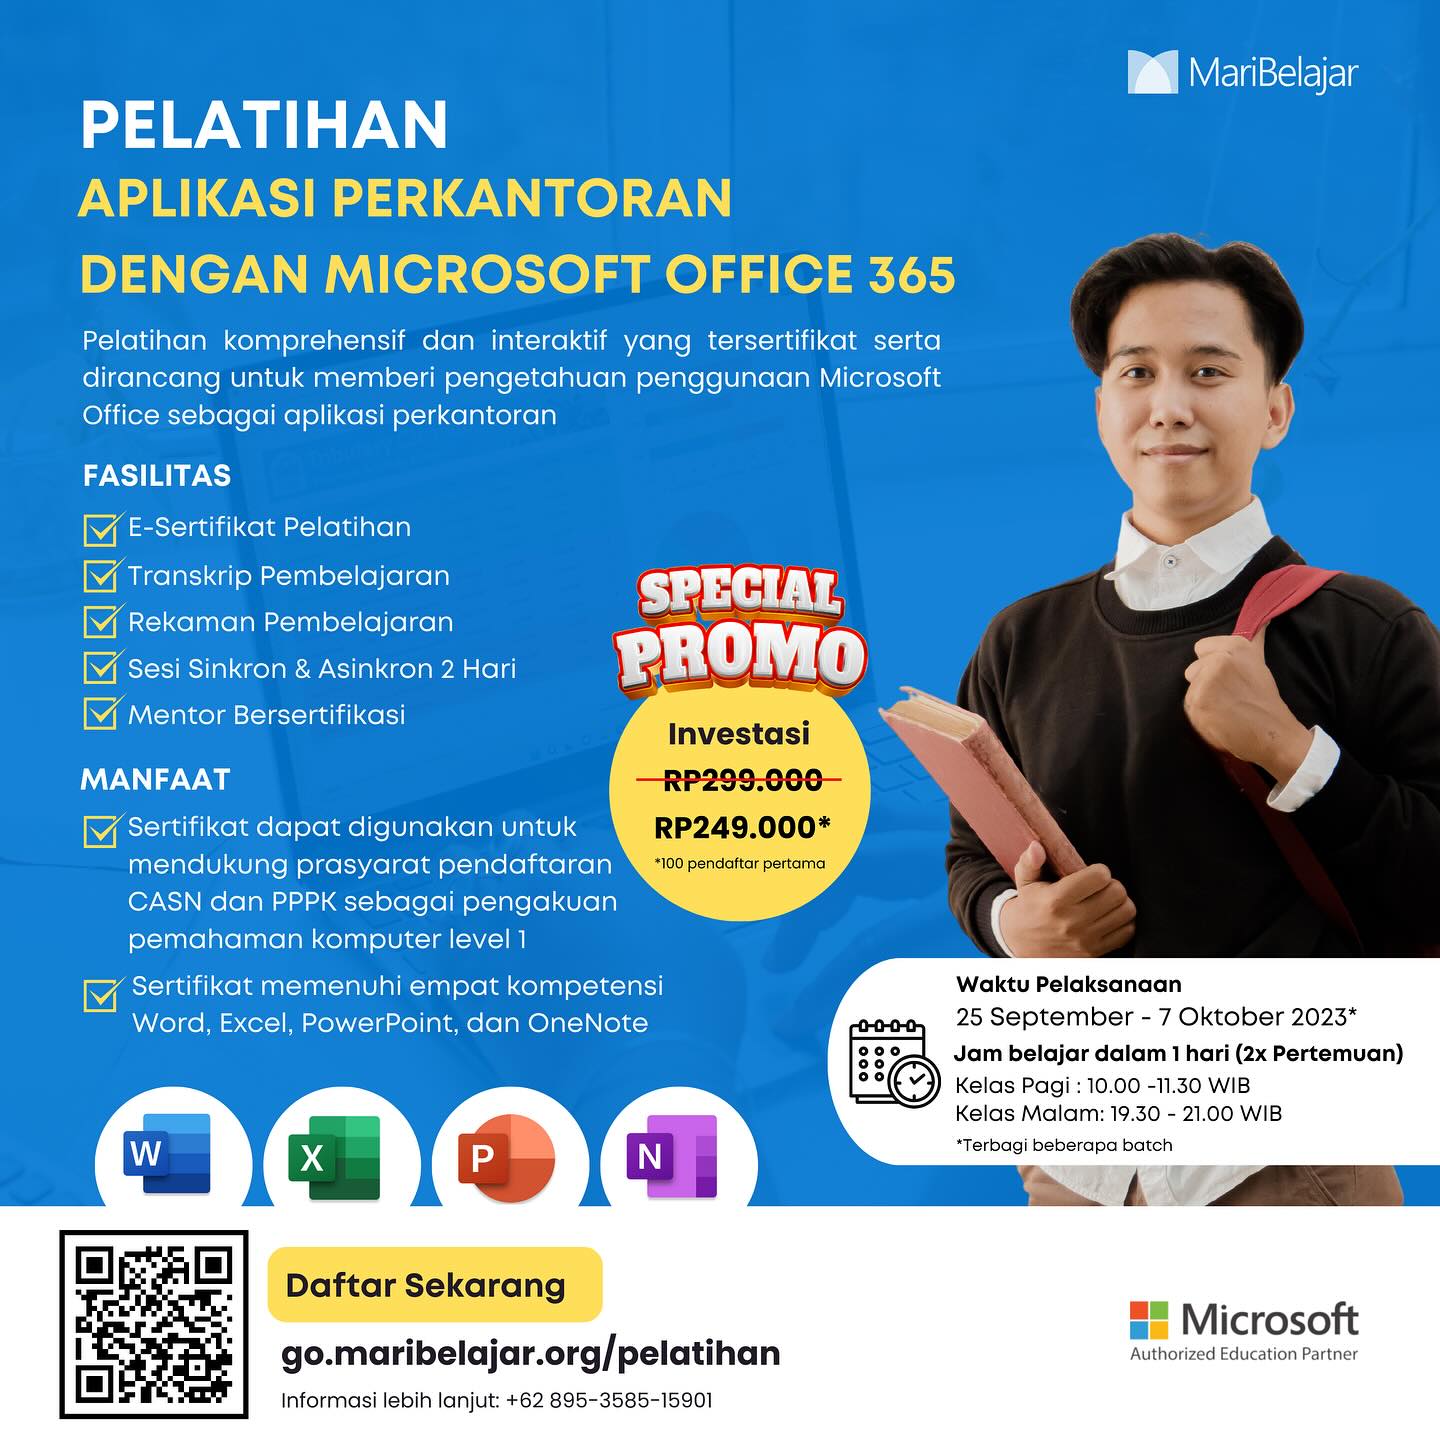 MariBelajar
PELATIHAN
APLIKASI PERKANTORAN
DENGAN MICROSOFT OFFICE 365
Pelatihan komprehensif dan interaktif yang tersertifikat serta
dirancang untuk memberi pengetahuan penggunaan Microsoft
Office sebagai aplikasi perkantoran
FASILITAS
E-Sertifikat Pelatihan
Transkrip Pembelajaran
Rekaman Pembelajaran
Sesi Sinkron & Asinkron 2 Hari
Mentor Bersertifikasi
MANFAAT
Sertifikat dapat digunakan untuk
mendukung prasyarat pendaftaran
CASN dan PPPK sebagai pengakuan
pemahaman komputer level 1
Sertifikat memenuhi empat kompetensi
Word, Excel, PowerPoint, dan OneNote
SPECIAL
PROMO
Investasi
RP299.000
RP249.000*
*100 pendaftar pertama
Waktu Pelaksanaan
25 September - 7 Oktober 2023*
Jam belajar dalam 1 hari (2x Pertemuan)
Kelas Pagi : 10.00 -11.30 WIB
Kelas Malam: 19.30 - 21.00 WIB
*Terbagi beberapa batch
W
X
P
N
Daftar Sekarang
go.maribelajar.org/pelatihan
Informasi lebih lanjut: +62 895-3585-15901
Microsoft
Authorized Education Partner